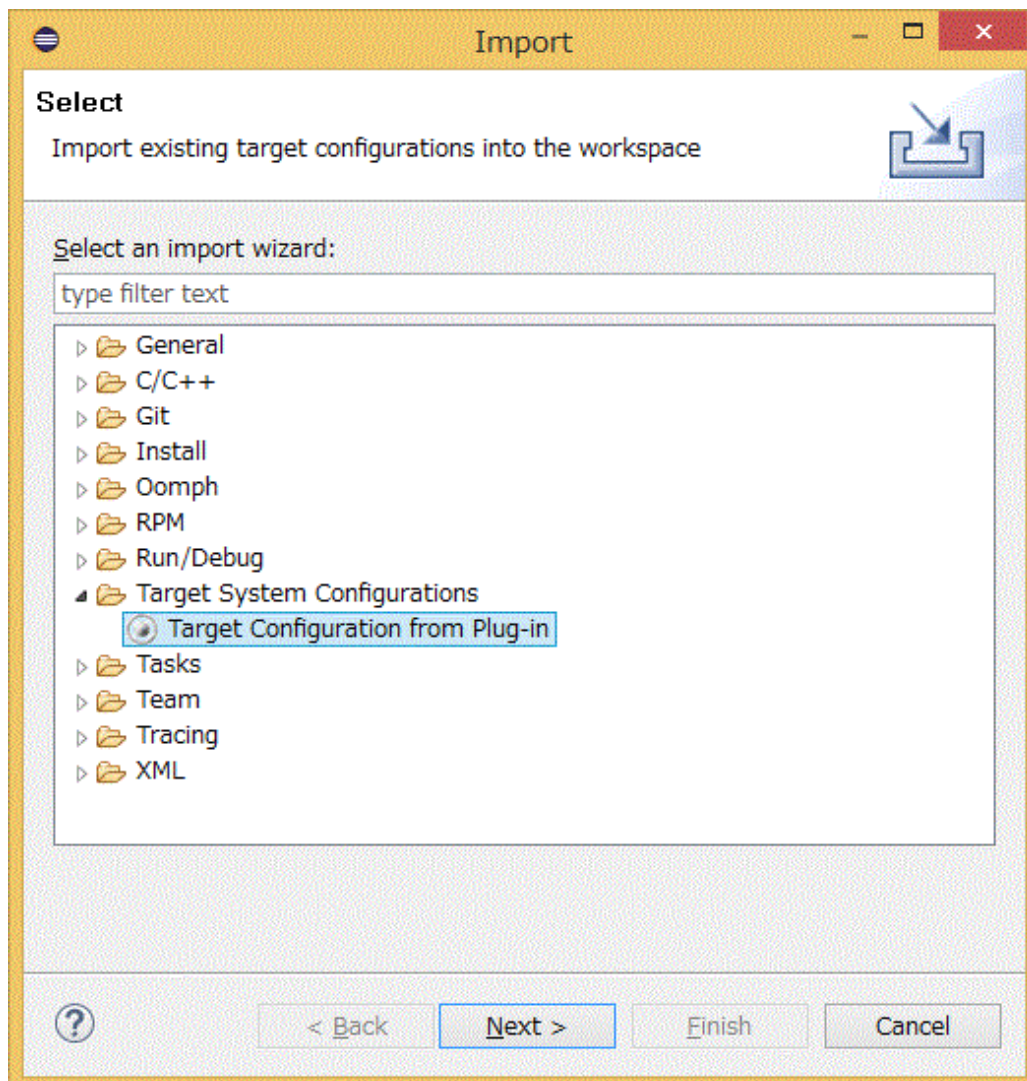 Import
Select
Import existing target configurations into the workspace
Select an import wizard:
type filter text
General
C/C++
Git
Install
Oomph
RPM
Run/Debug
Target System Configurations
Target Configuration from Plug-in
Tasks
Team
Tracing
XML
? < Back Next > Finish Cancel